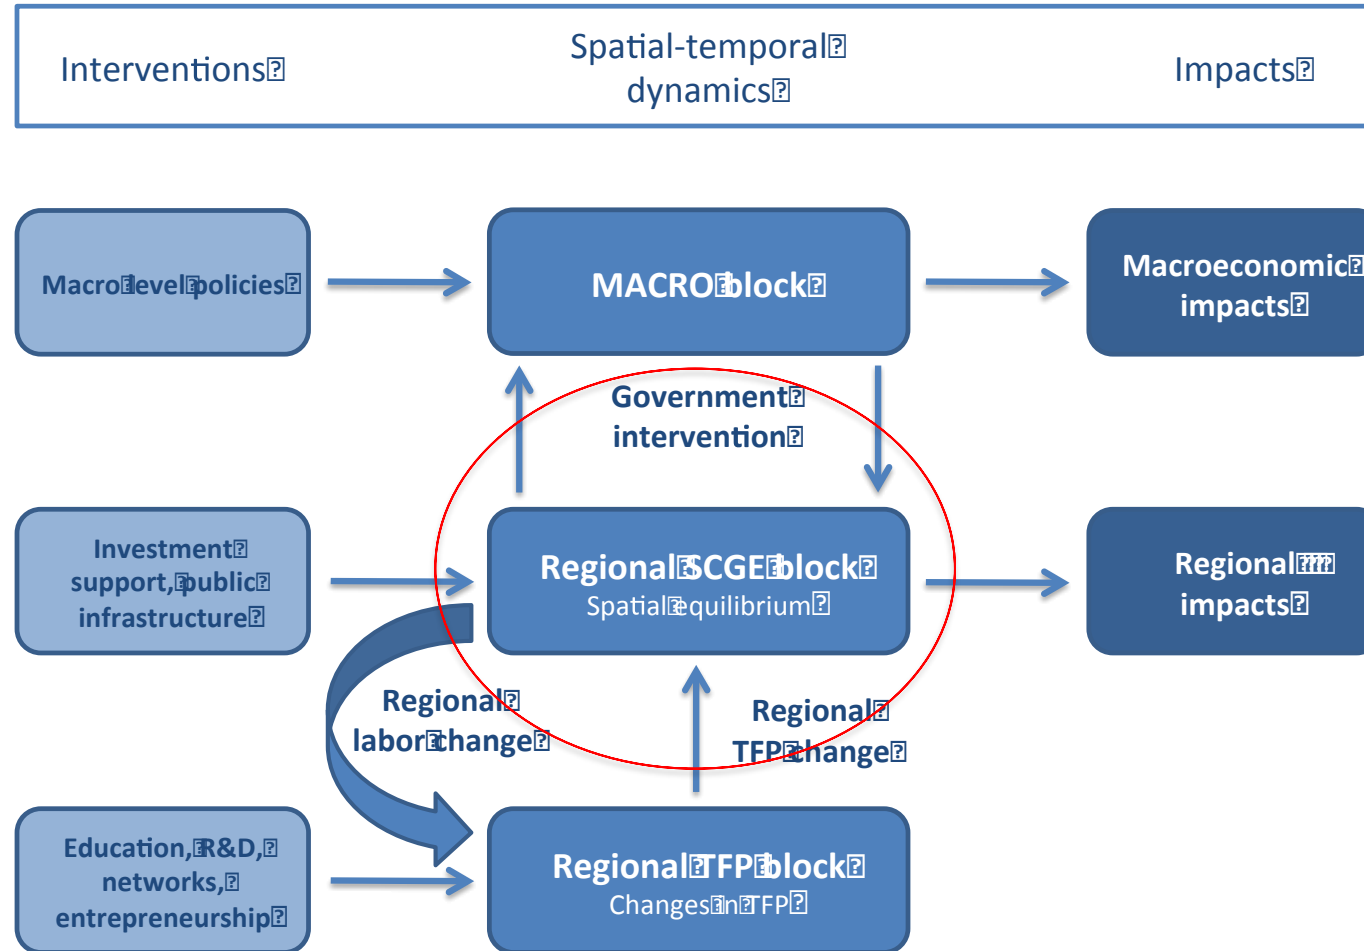 Interventions
Spatial-temporal
dynamics
Impacts
Macro level policies
MACRO block
Macroeconomic
impacts
Government
intervention
Investment
support, public
infrastructure
Regional SCGE block
Spatial equilibrium
Regional
impacts
Regional
labor change
Regional
TFP change
Education, R&D,
networks,
entrepreneurship
Regional TFP block
Changes in TFP